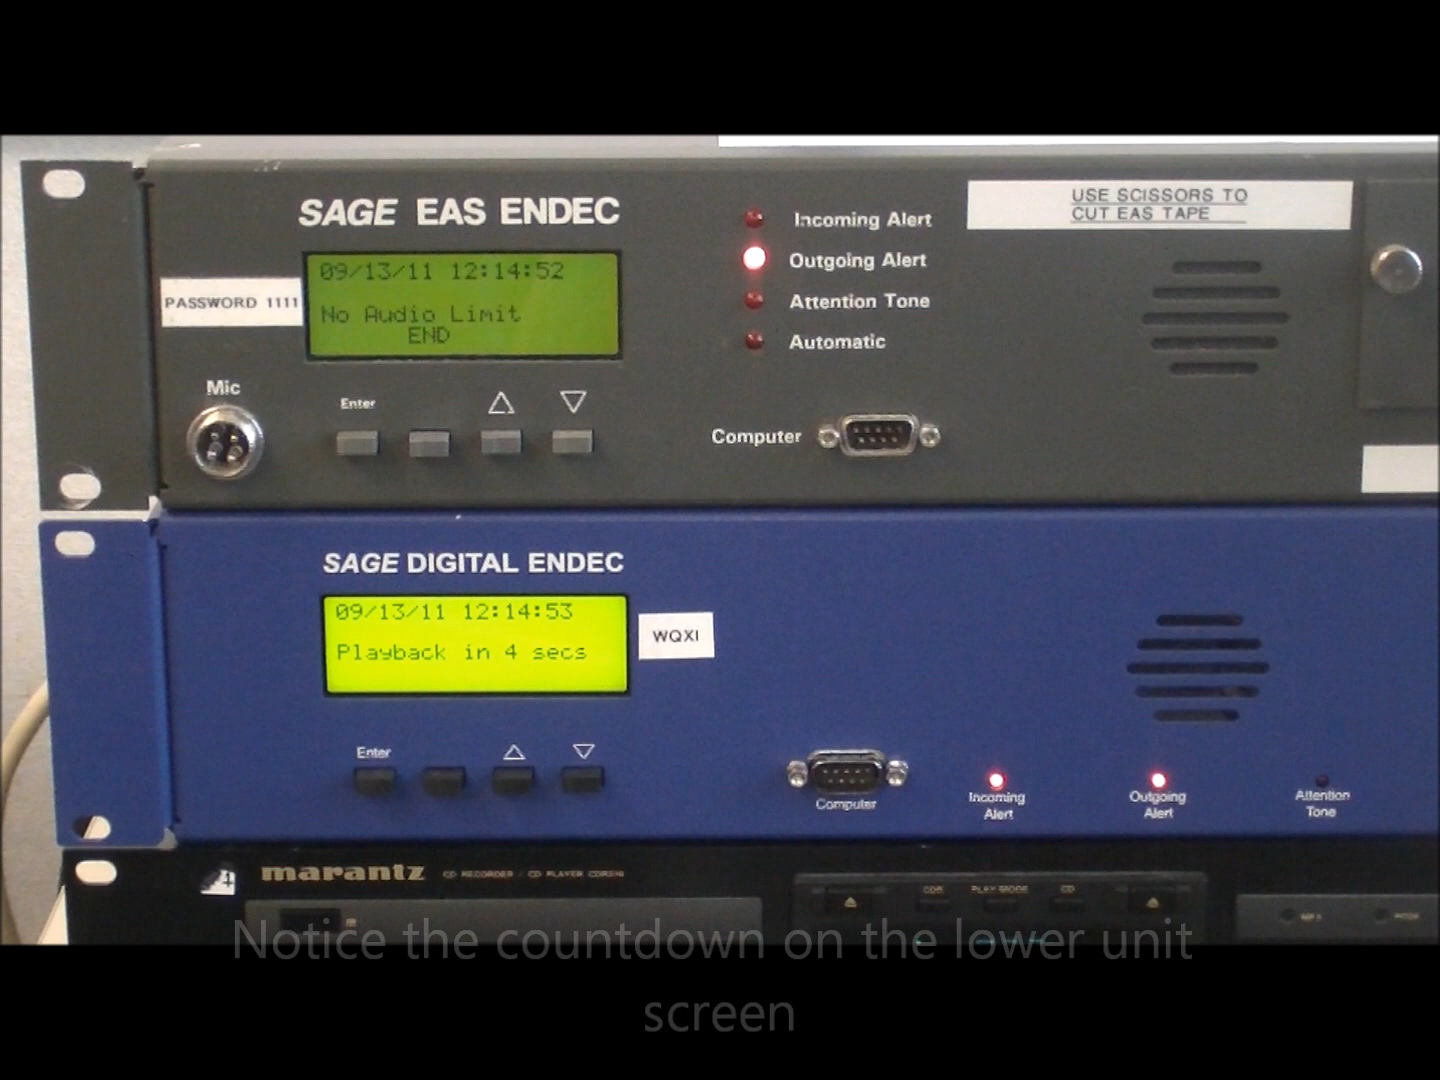 SAGE EAS ENDEC
09/13/11 12:14:52
No Audio Limit
END
PASSWORD 1111
Mic
Enter
Incoming Alert
Outgoing Alert
Attention Tone
Automatic
Computer
USE SCISSORS TO
CUT EAS TAPE
SAGE DIGITAL ENDEC
09/13/11 12:14:53
Playback in 4 secs
WQXI
Enter
Computer
Incoming
Alert
Outgoing
Alert
Attention
Tone
marantz
CD RECORDER / CD PLAYER
CDR
PLAY MODE
CD
PITCH
Notice the countdown on the lower unit
screen